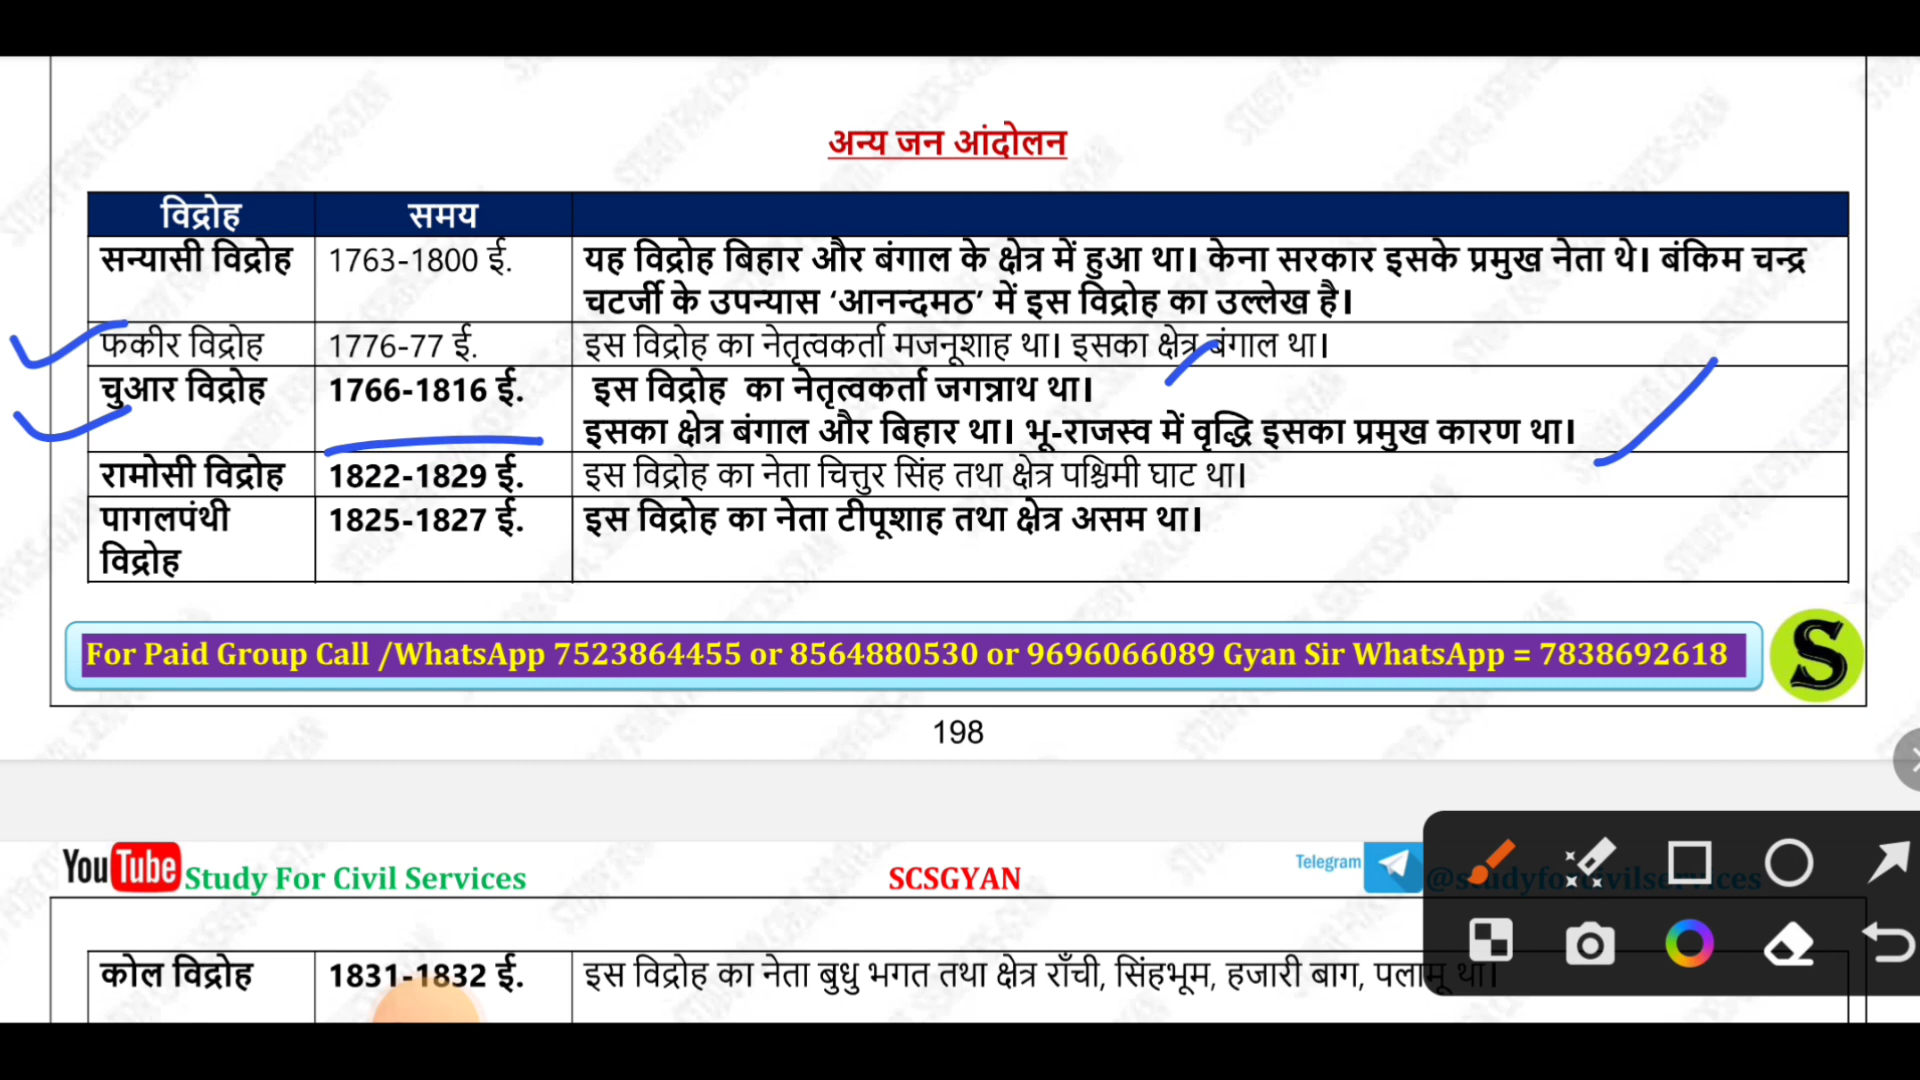 अन्य जन आंदोलन
विद्रोह समय
सन्यासी विद्रोह 1763-1800 ई. यह विद्रोह बिहार और बंगाल के क्षेत्र में हुआ था। केना सरकार इसके प्रमुख नेता थे। बंकिम चन्द्र
चटर्जी के उपन्यास ‘आनन्दमठ’ में इस विद्रोह का उल्लेख है।
फकीर विद्रोह 1776-77 ई. इस विद्रोह का नेतृत्वकर्ता मजनूशाह था। इसका क्षेत्र बंगाल था।
चुआर विद्रोह 1766-1816 ई. इस विद्रोह का नेतृत्वकर्ता जगन्नाथ था।
इसका क्षेत्र बंगाल और बिहार था। भू-राजस्व में वृद्धि इसका प्रमुख कारण था।
रामोसी विद्रोह 1822-1829 ई. इस विद्रोह का नेता चित्तुर सिंह तथा क्षेत्र पश्चिमी घाट था।
पागलपंथी 1825-1827 ई. इस विद्रोह का नेता टीपूशाह तथा क्षेत्र असम था।
विद्रोह
For Paid Group Call /WhatsApp 7523864455 or 8564880530 or 9696066089 Gyan Sir WhatsApp = 7838692618
S
198
YouTube Study For Civil Services SCSGYAN Telegram @studyforcivilservices
कोल विद्रोह 1831-1832 ई. इस विद्रोह का नेता बुधु भगत तथा क्षेत्र राँची, सिंहभूम, हजारी बाग, पलामू था।